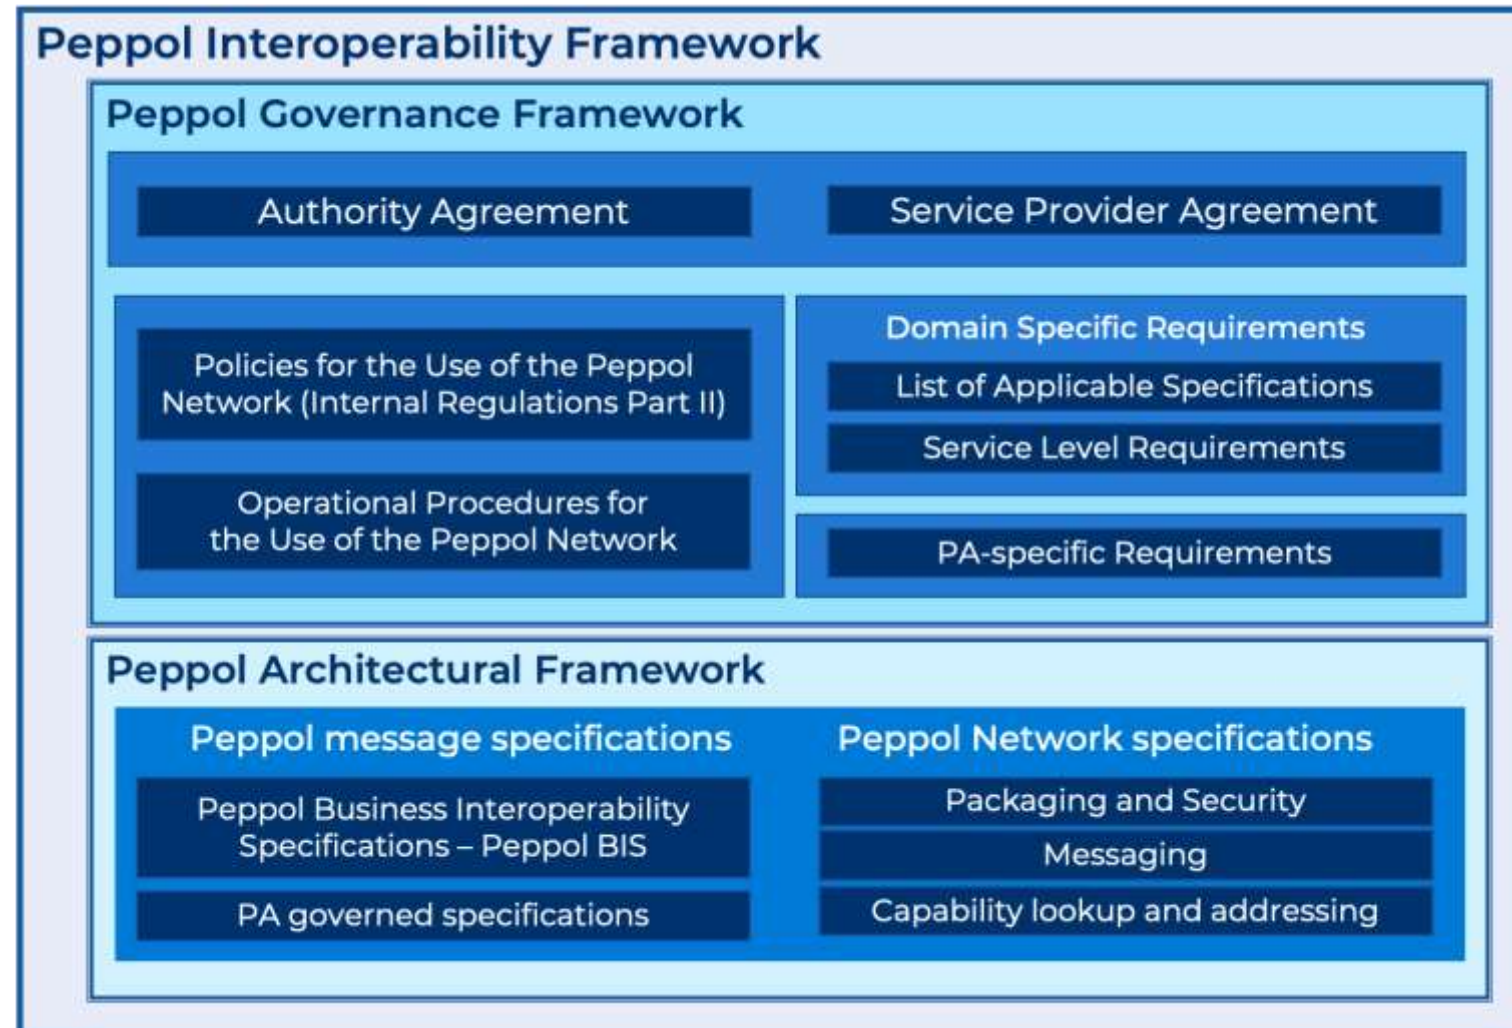 Peppol Interoperability Framework
Peppol Governance Framework
Authority Agreement
Service Provider Agreement
Policies for the Use of the Peppol
Network (Internal Regulations Part II)
Operational Procedures for
the Use of the Peppol Network
Domain Specific Requirements
List of Applicable Specifications
Service Level Requirements
PA-specific Requirements
Peppol Architectural Framework
Peppol message specifications
Peppol Business Interoperability
Specifications – Peppol BIS
PA governed specifications
Peppol Network specifications
Packaging and Security
Messaging
Capability lookup and addressing